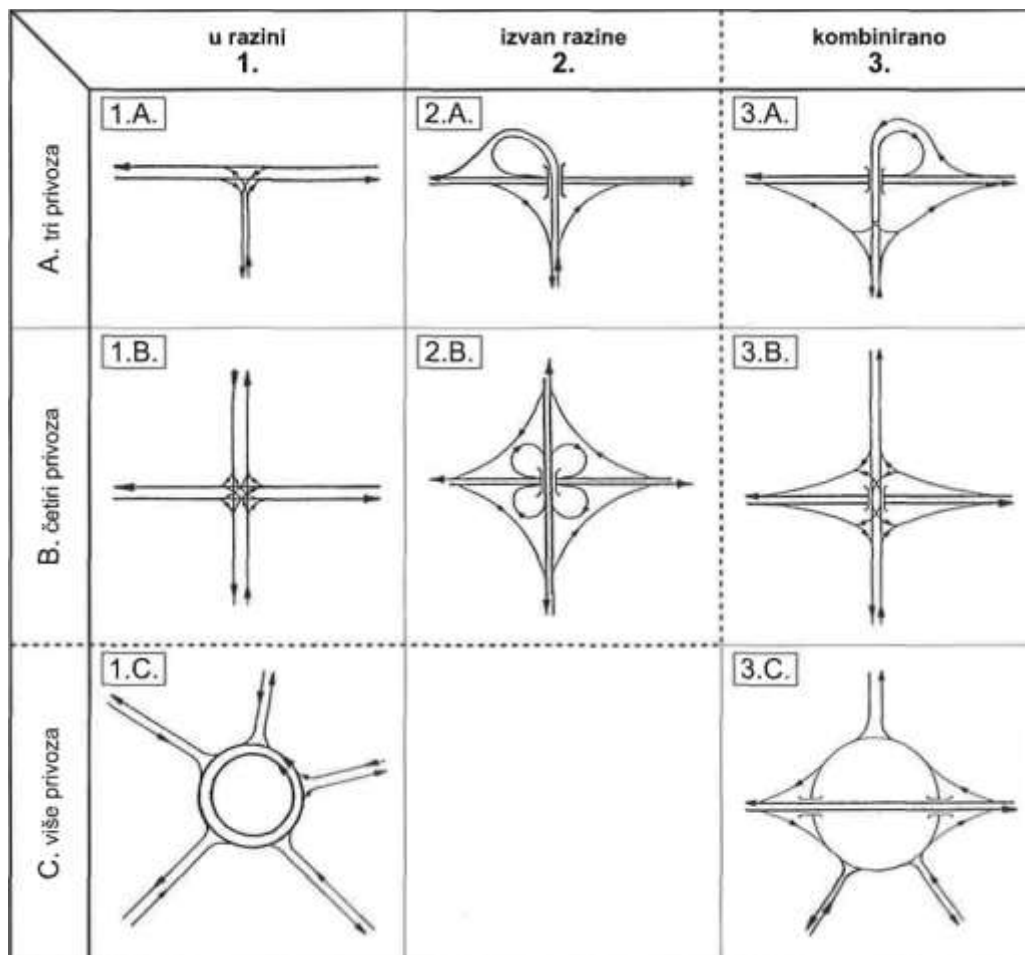 u razini
1.
izvan razine
2.
kombinirano
3.
A. tri privoza
1.A.
2.A.
3.A.
B. četiri privoza
1.B.
2.B.
3.B.
C. više privoza
1.C.
3.C.